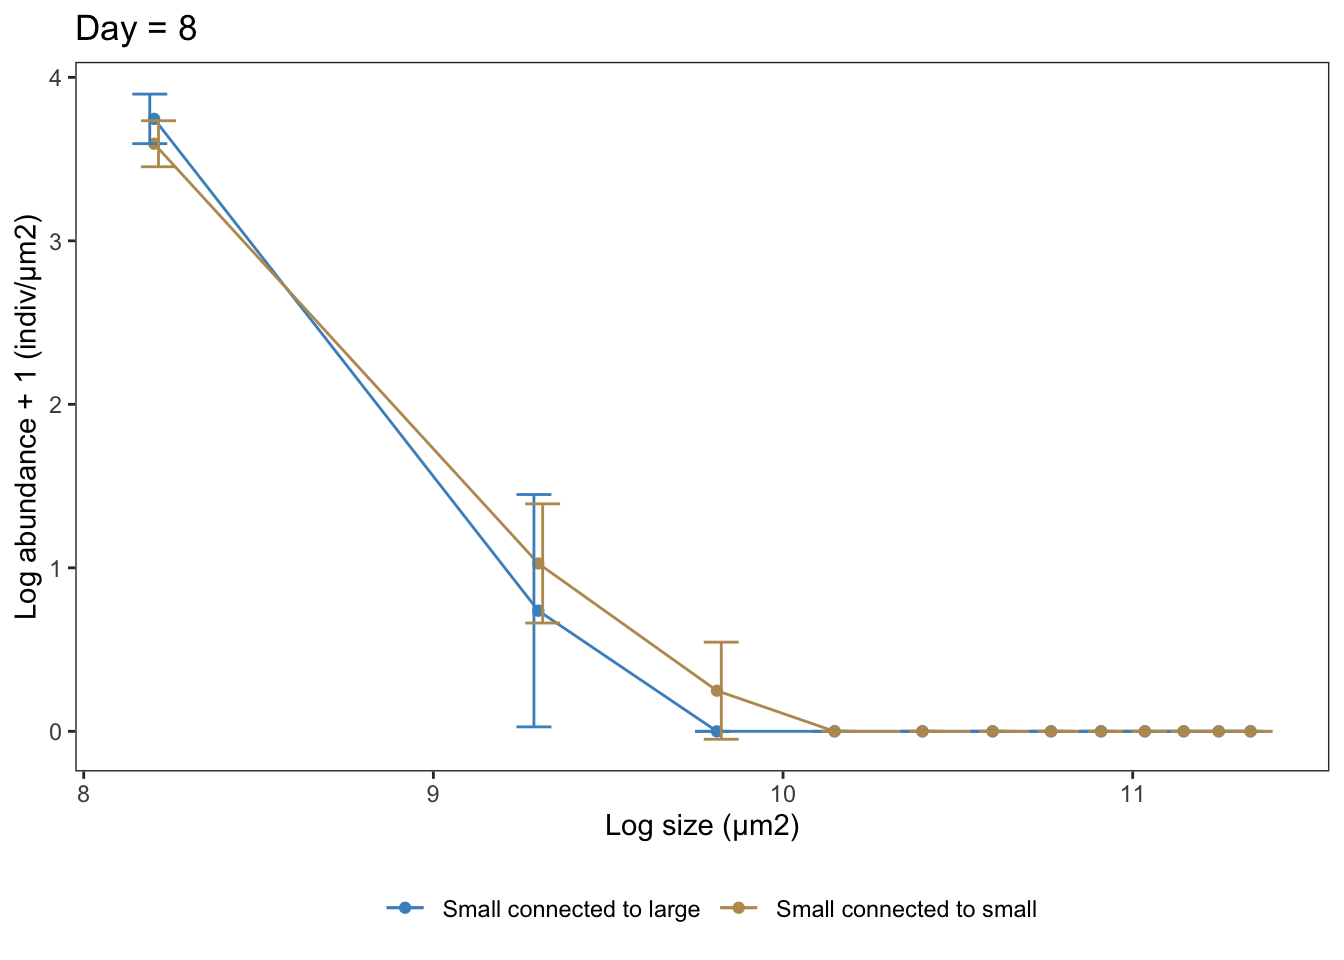 Day = 8
Log abundance + 1 (indiv/µm2)
4
3
2
1
0
8 9 10 11
Log size (µm2)
Small connected to large Small connected to small